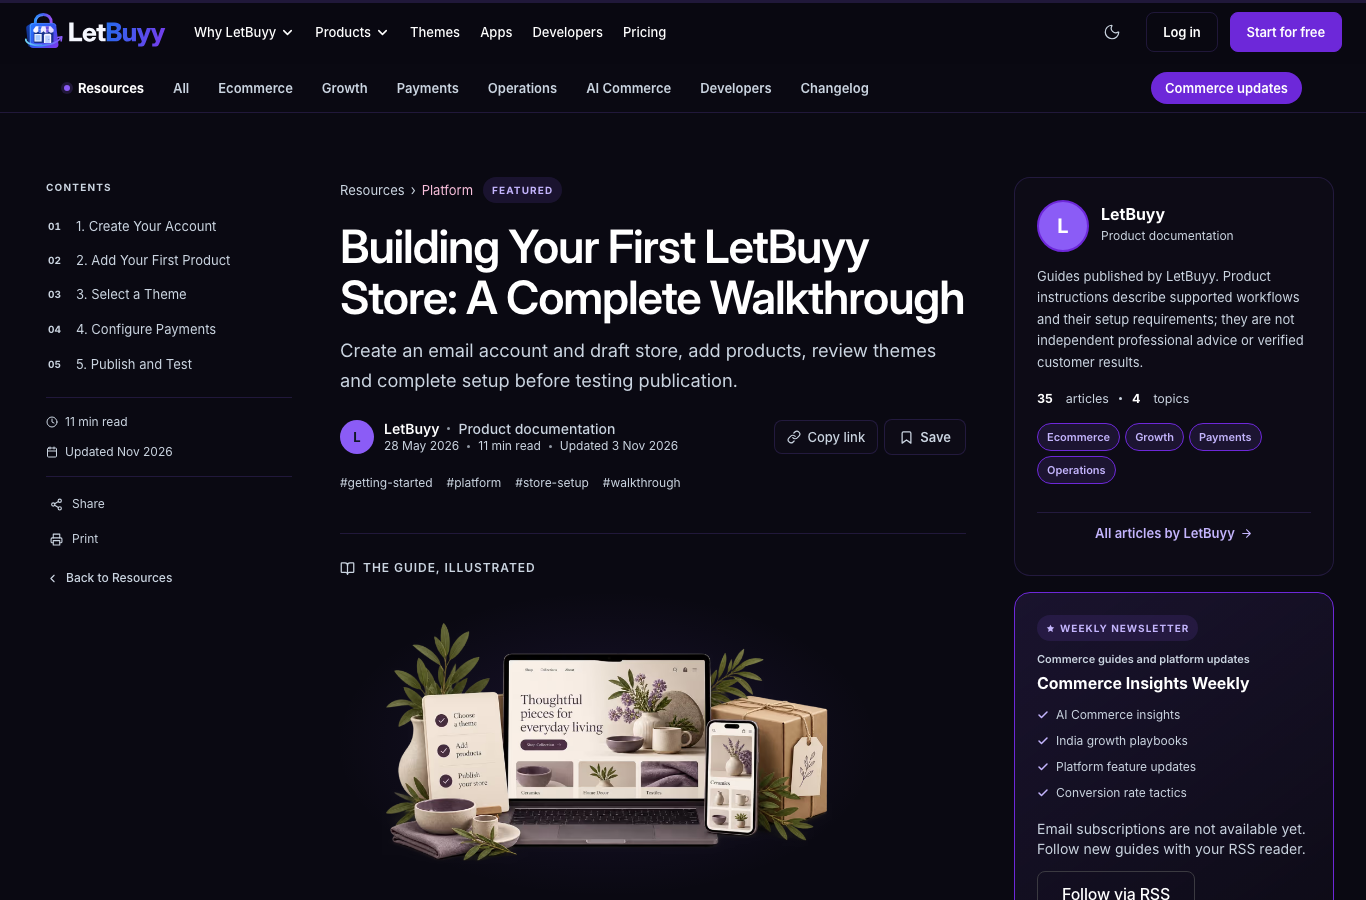 LetBuyy
Why LetBuyy
Products
Themes
Apps
Developers
Pricing
Log in
Start for free
Resources
All
Ecommerce
Growth
Payments
Operations
AI Commerce
Developers
Changelog
Commerce updates
CONTENTS
01 1. Create Your Account
02 2. Add Your First Product
03 3. Select a Theme
04 4. Configure Payments
05 5. Publish and Test
11 min read
Updated Nov 2026
Share
Print
Back to Resources
Resources › Platform FEATURED
Building Your First LetBuyy
Store: A Complete Walkthrough
Create an email account and draft store, add products, review themes
and complete setup before testing publication.
L
LetBuyy • Product documentation
28 May 2026 • 11 min read • Updated 3 Nov 2026
Copy link
Save
#getting-started #platform #store-setup #walkthrough
THE GUIDE, ILLUSTRATED
Choose
a theme
Add
products
Publish
your store
Thoughtful
pieces for
everyday living
Shop Collection
Ceramics
Home Decor
Textiles
Ceramics
L
LetBuyy
Product documentation
Guides published by LetBuyy. Product
instructions describe supported workflows
and their setup requirements; they are not
independent professional advice or verified
customer results.
35 articles • 4 topics
Ecommerce
Growth
Payments
Operations
All articles by LetBuyy →
WEEKLY NEWSLETTER
Commerce guides and platform updates
Commerce Insights Weekly
AI Commerce insights
India growth playbooks
Platform feature updates
Conversion rate tactics
Email subscriptions are not available yet.
Follow new guides with your RSS reader.
Follow via RSS